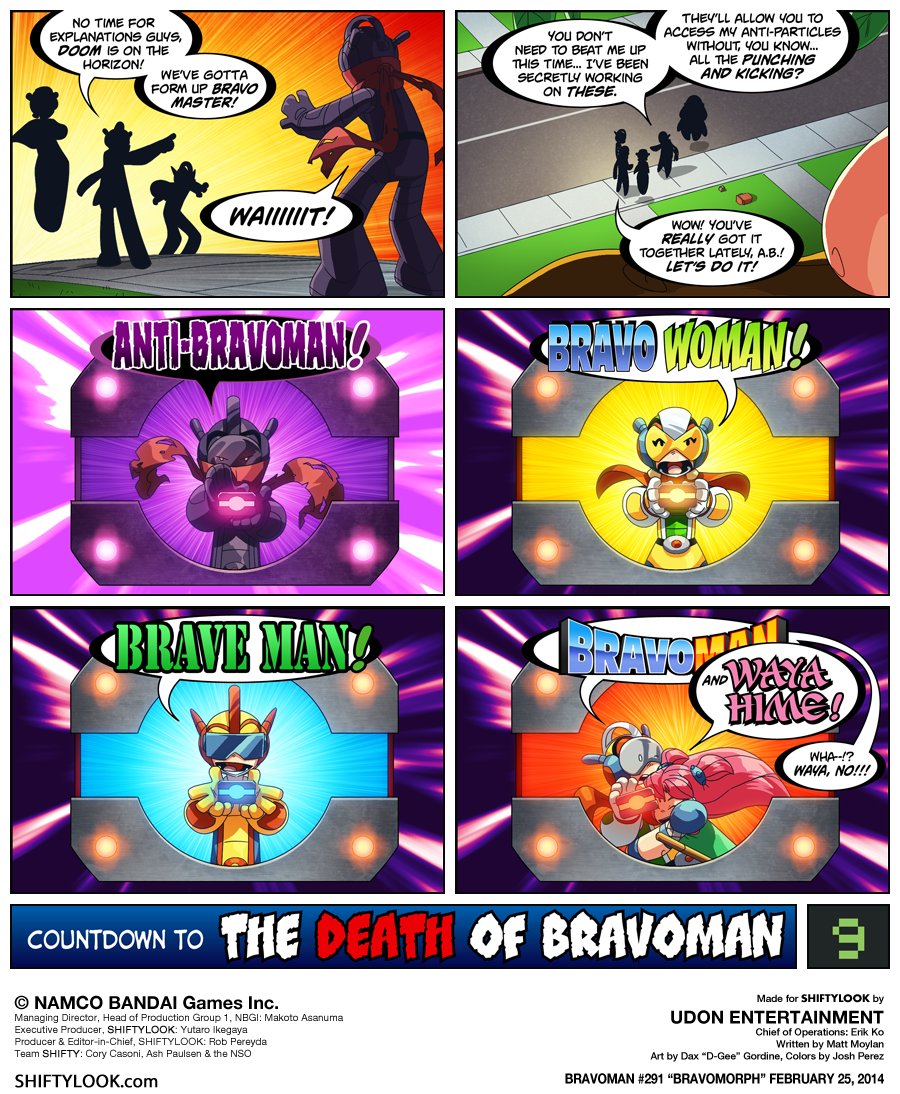 NO TIME FOR
EXPLANATIONS GUYS,
DOOM IS ON THE
HORIZON!
WE'VE GOTTA
FORM UP BRAVO
MASTER!
WAIIIIIIT!
YOU DON'T
NEED TO BEAT ME UP
THIS TIME... I'VE BEEN
SECRETLY WORKING
ON THESE.
THEY'LL ALLOW YOU TO
ACCESS MY ANTI-PARTICLES
WITHOUT, YOU KNOW...
ALL THE PUNCHING
AND KICKING?
WOW! YOU'VE
REALLY GOT IT
TOGETHER LATELY, A.B.!
LET'S DO IT!
ANTI-BRAVOMAN!
BRAVO WOMAN!
BRAVE MAN!
BRAVOMAN
AND WAYA
HIME!
WHA--!?
WAYA, NO!!!
COUNTDOWN TO THE DEATH OF BRAVOMAN 9
© NAMCO BANDAI Games Inc.
Managing Director, Head of Production Group 1, NBGI: Makoto Asanuma
Executive Producer, SHIFTYLOOK: Yutaro Ikegaya
Producer & Editor-in-Chief, SHIFTYLOOK: Rob Pereyda
Team SHIFTY: Cory Casoni, Ash Paulsen & the NSO
SHIFTYLOOK.com
Made for SHIFTYLOOK by
UDON ENTERTAINMENT
Chief of Operations: Erik Ko
Written by Matt Moylan
Art by Dax "D-Gee" Gordine, Colors by Josh Perez
BRAVOMAN #291 "BRAVOMORPH" FEBRUARY 25, 2014